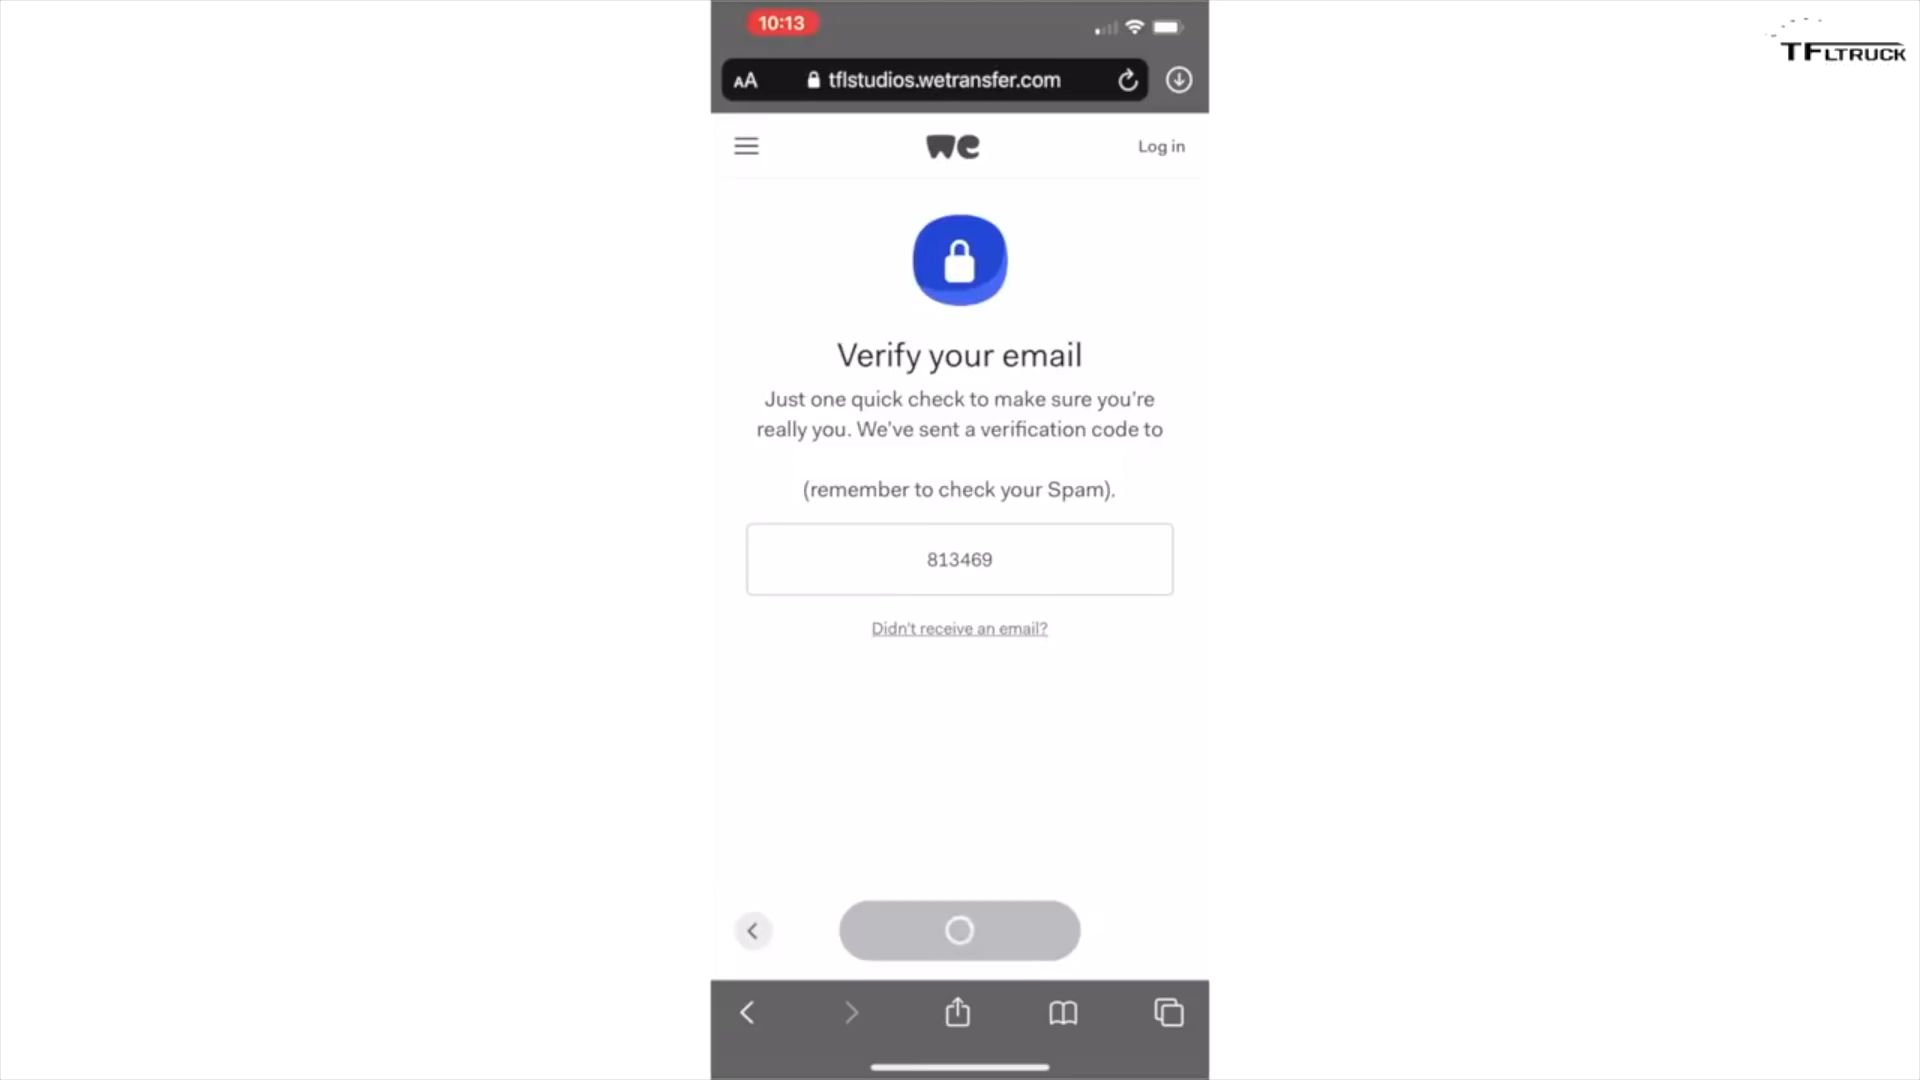 10:13
TFLTRUCK
AA tflstudios.wetransfer.com
we
Log in
Verify your email
Just one quick check to make sure you're
really you. We've sent a verification code to
(remember to check your Spam).
813469
Didn't receive an email?